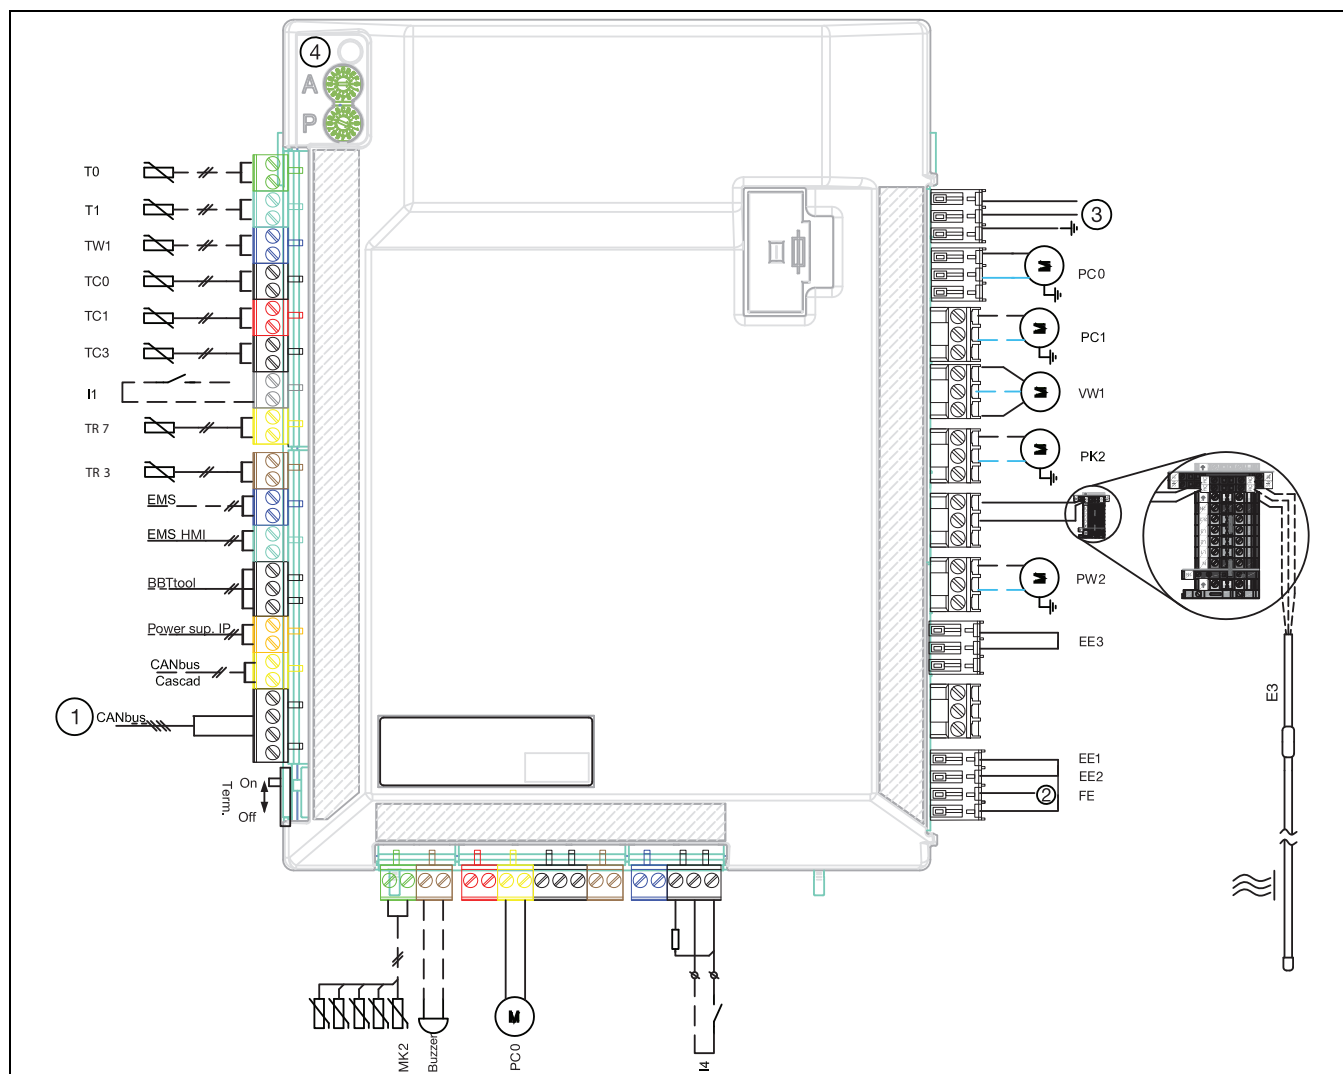 4
A
P
T0
T1
TW1
TC0
TC1
TC3
I1
TR 7
TR 3
EMS
EMS HMI
BBTtool
Power sup. IP
CANbus
Cascad
1
CANbus
On
Term.
Off
3
M
PC0
M
PC1
M
VW1
M
PK2
M
PW2
EE3
EE1
EE2
2
FE
E3
MK2
Buzzer
M
PC0
I4